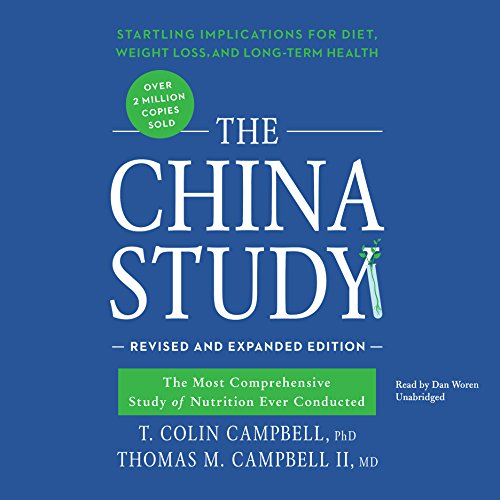 STARTLING IMPLICATIONS FOR DIET,
WEIGHT LOSS, AND LONG-TERM HEALTH
OVER
2 MILLION
COPIES
SOLD
THE
CHINA
STUDY
REVISED AND EXPANDED EDITION
The Most Comprehensive
Study of Nutrition Ever Conducted
Read by Dan Woren
Unabridged
T. COLIN CAMPBELL, PhD
THOMAS M. CAMPBELL II, MD